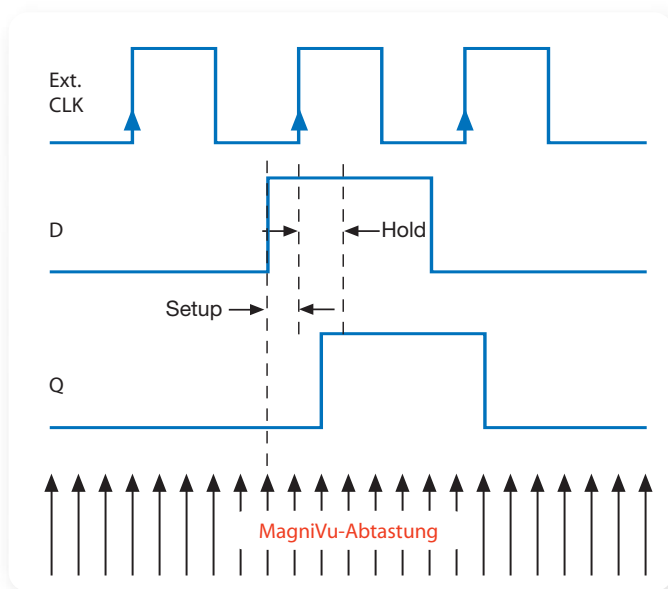 Ext.
CLK
D
Hold
Setup
Q
MagniVu-Abtastung